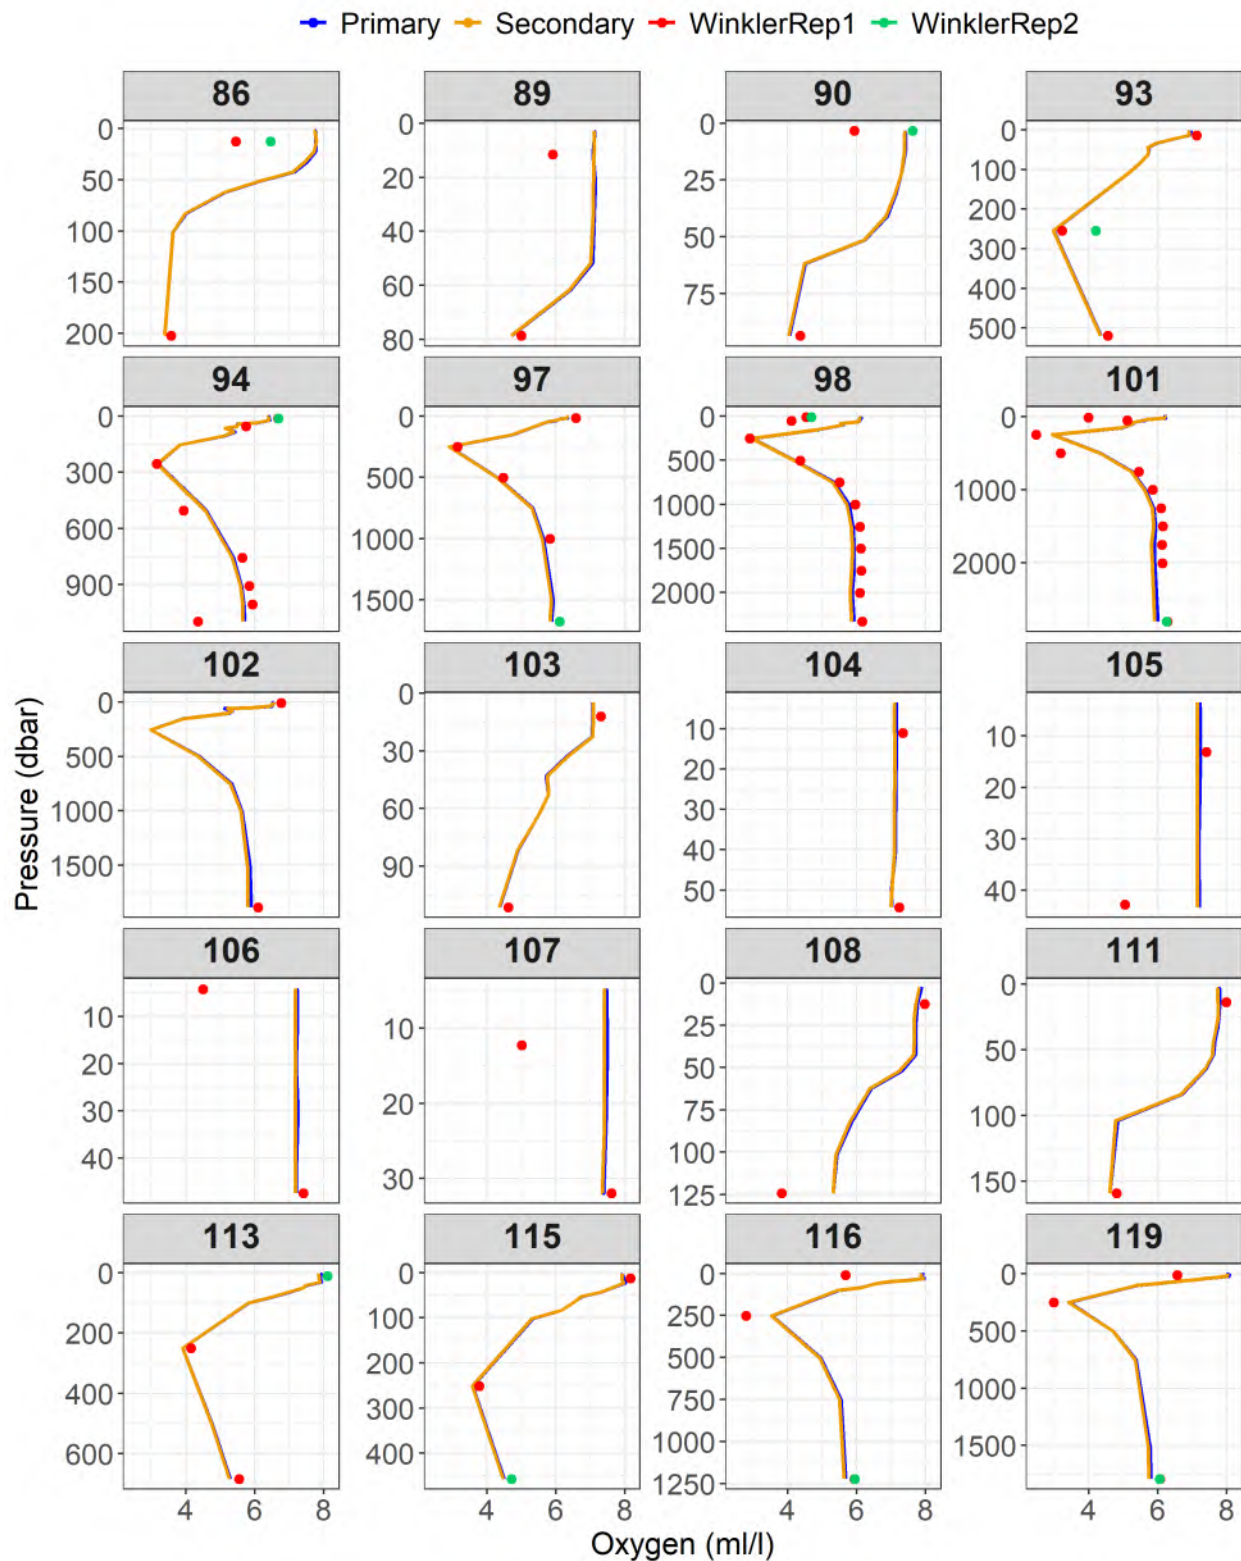 Primary Secondary WinklerRep1 WinklerRep2
86 89 90 93
0 50 100 150 200
0 20 40 60 80
0 25 50 75
0 100 200 300 400 500
94 97 98 101
0 300 600 900
0 500 1000 1500
0 500 1000 1500 2000
0 1000 2000
102 103 104 105
0 500 1000 1500
0 30 60 90
10 20 30 40 50
10 20 30 40
106 107 108 111
10 20 30 40
10 20 30
0 25 50 75 100 125
0 50 100 150
113 115 116 119
0 200 400 600
0 100 200 300 400
0 250 500 750 1000 1250
0 500 1000 1500
4 6 8 4 6 8 4 6 8 4 6 8
Pressure (dbar)
Oxygen (ml/l)